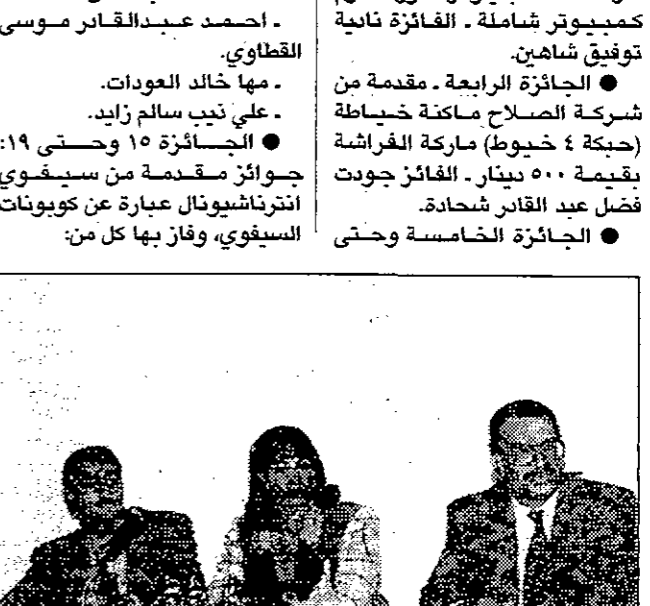 كمبيوتر شاملة ـ الفائزة نادية
توفيق شاهين.
● الجائزة الرابعة ـ مقدمة من
شركة الصلاح ماكنة خياطة
(حبكة ٤ خيوط) ماركة الفراشة
بقيمة ٥٠٠ دينار ـ الفائز جودت
فضل عبد القادر شحادة.
● الجائزة الخامسة وحتى
ـ احمد عبدالقادر موسى
القطاوي.
ـ مها خالد العودات.
ـ علي نيب سالم زايد.
● الجائزة ١٥ وحتى ١٩:
جوائز مقدمة من سيفوي
انترناشيونال عبارة عن كوبونات
السيفوي، وفاز بها كل من: